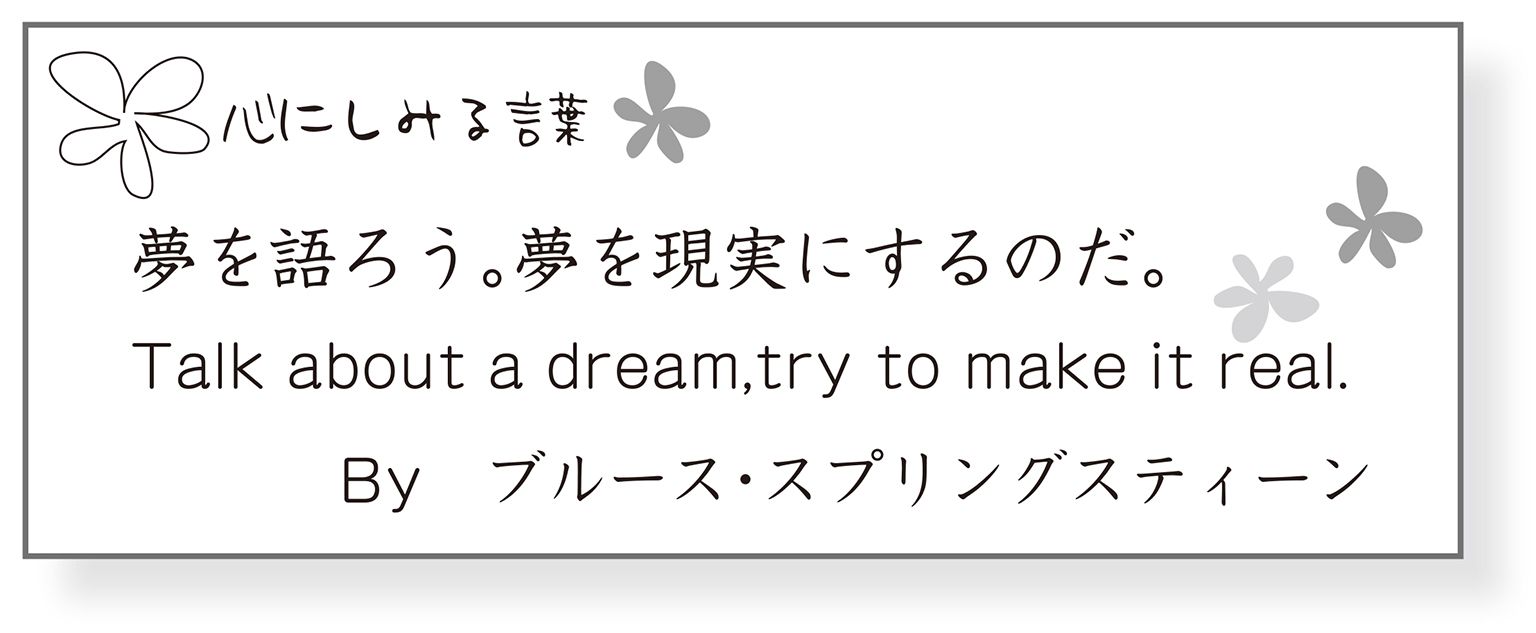 心にしみる言葉
夢を語ろう。夢を現実にするのだ。
Talk about a dream,try to make it real.
By　ブルース・スプリングスティーン